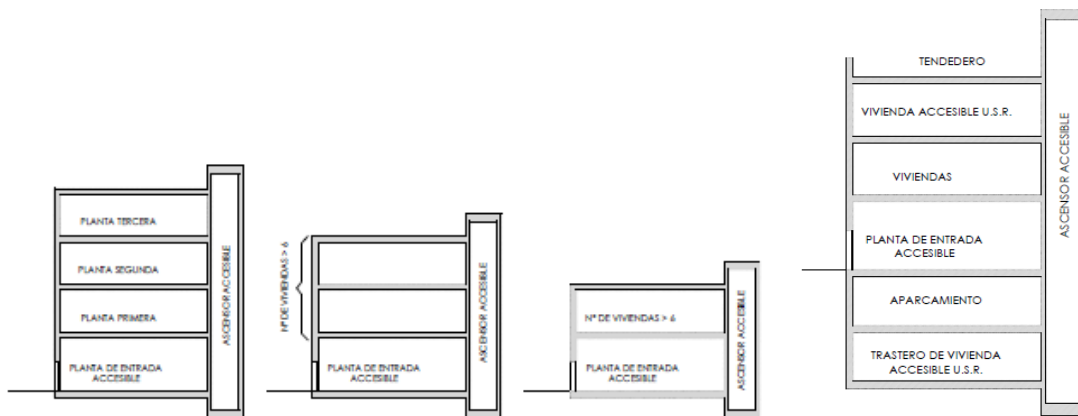 PLANTA TERCERA
PLANTA SEGUNDA
PLANTA PRIMERA
PLANTA DE ENTRADA
ACCESIBLE
ASCENSOR ACCESIBLE
Nº DE VIVIENDAS > 6
PLANTA DE ENTRADA
ACCESIBLE
ASCENSOR ACCESIBLE
Nº DE VIVIENDAS > 6
PLANTA DE ENTRADA
ACCESIBLE
ASCENSOR ACCESIBLE
TENDEDERO
VIVIENDA ACCESIBLE U.S.R.
VIVIENDAS
PLANTA DE ENTRADA
ACCESIBLE
APARCAMIENTO
TRASTERO DE VIVIENDA
ACCESIBLE U.S.R.
ASCENSOR ACCESIBLE